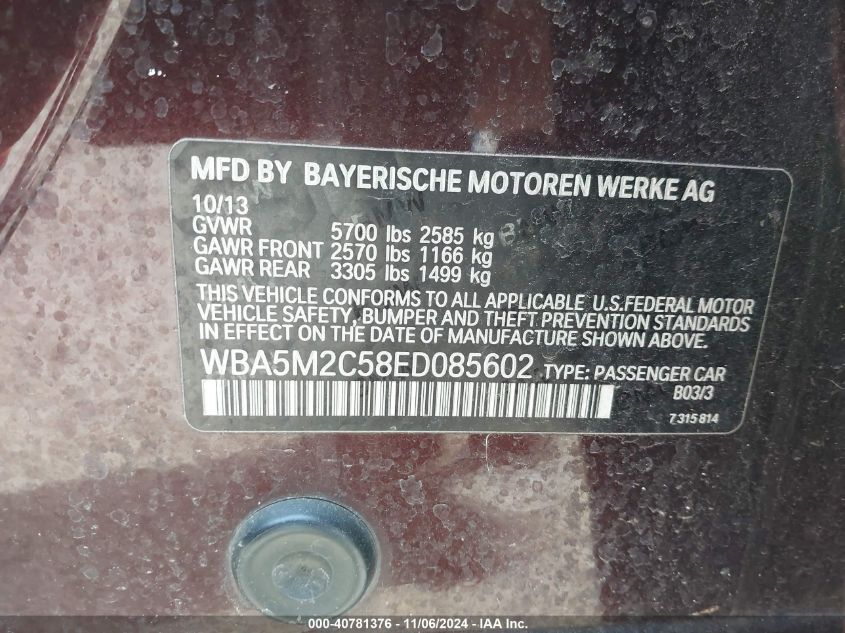 MFD BY BAYERISCHE MOTOREN WERKE AG
10/13
GVWR 5700 lbs 2585 kg
GAWR FRONT 2570 lbs 1166 kg
GAWR REAR 3305 lbs 1499 kg
THIS VEHICLE CONFORMS TO ALL APPLICABLE U.S.FEDERAL MOTOR
VEHICLE SAFETY, BUMPER AND THEFT PREVENTION STANDARDS
IN EFFECT ON THE DATE OF MANUFACTURE SHOWN ABOVE.
WBA5M2C58ED085602 TYPE: PASSENGER CAR
B03/3
7315814
000-40781376 - 11/06/2024 - IAA Inc.